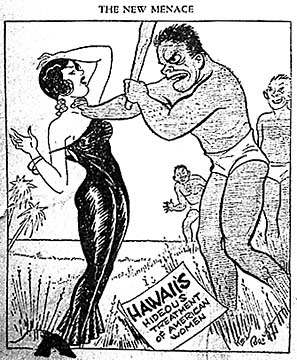 THE NEW MENACE
HAWAII'S
HIDEOUS
TREATMENT
OF AMERICAN
WOMEN